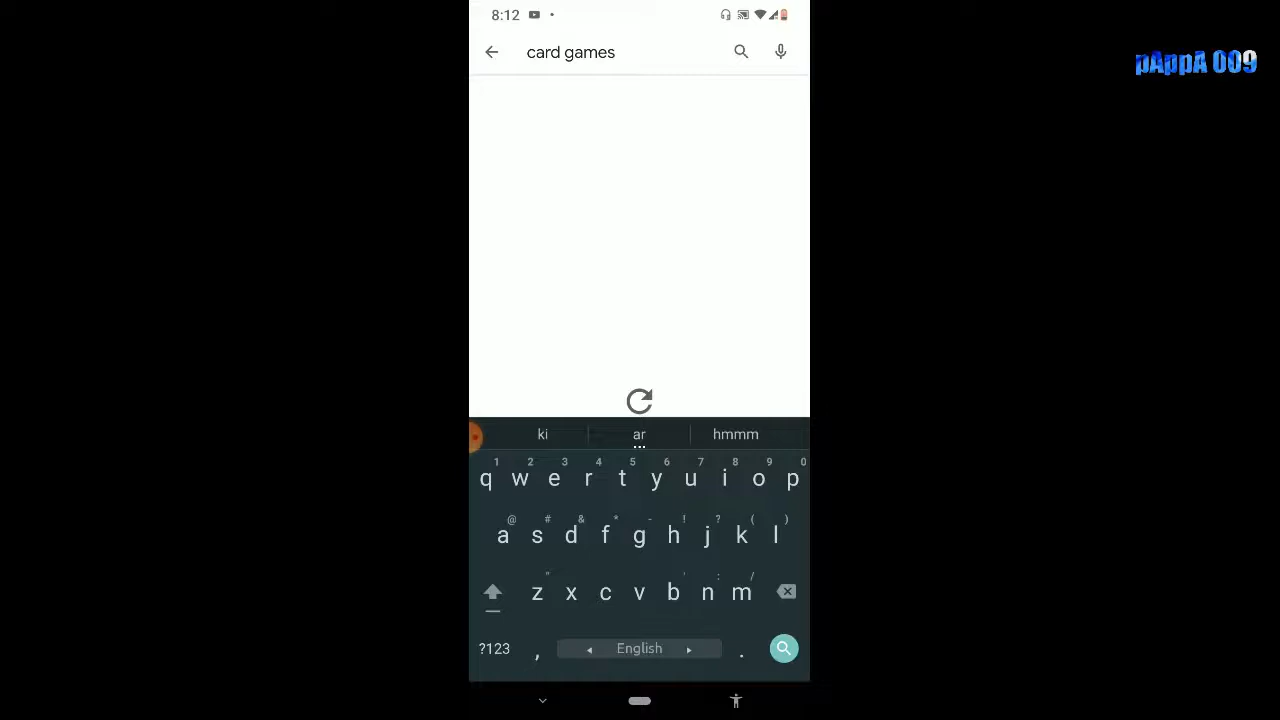 8:12
card games
pAppA 009
ki ar hmmm
1 2 3 4 5 6 7 8 9 0
q w e r t y u i o p
@ # & * - ! ? ( )
a s d f g h j k l
" ' : /
z x c v b n m
?123 , English .